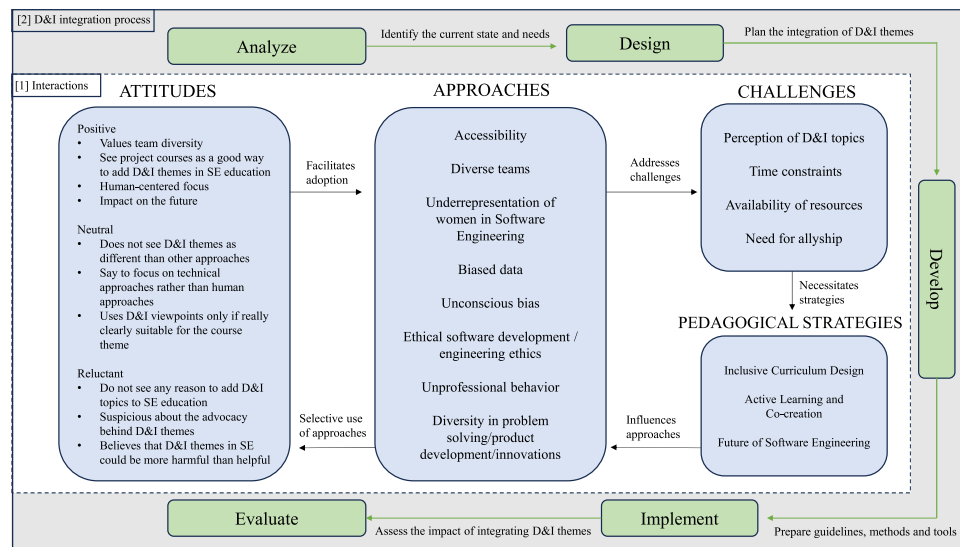 [2] D&I integration process
Analyze
Identify the current state and needs
Design
Plan the integration of D&I themes
[1] Interactions
ATTITUDES
Positive
• Values team diversity
• See project courses as a good way
to add D&I themes in SE education
• Human-centered focus
• Impact on the future
Neutral
• Does not see D&I themes as
different than other approaches
• Say to focus on technical
approaches rather than human
approaches
• Uses D&I viewpoints only if really
clearly suitable for the course
theme
Reluctant
• Do not see any reason to add D&I
topics to SE education
• Suspicious about the advocacy
behind D&I themes
• Believes that D&I themes in SE
could be more harmful than helpful
Facilitates
adoption
Selective use
of approaches
APPROACHES
Accessibility
Diverse teams
Underrepresentation of
women in Software
Engineering
Biased data
Unconscious bias
Ethical software development /
engineering ethics
Unprofessional behavior
Diversity in problem
solving/product
development/innovations
Addresses
challenges
Influences
approaches
CHALLENGES
Perception of D&I topics
Time constraints
Availability of resources
Need for allyship
Necessitates
strategies
PEDAGOGICAL STRATEGIES
Inclusive Curriculum Design
Active Learning and
Co-creation
Future of Software Engineering
Develop
Evaluate
Assess the impact of integrating D&I themes
Implement
Prepare guidelines, methods and tools